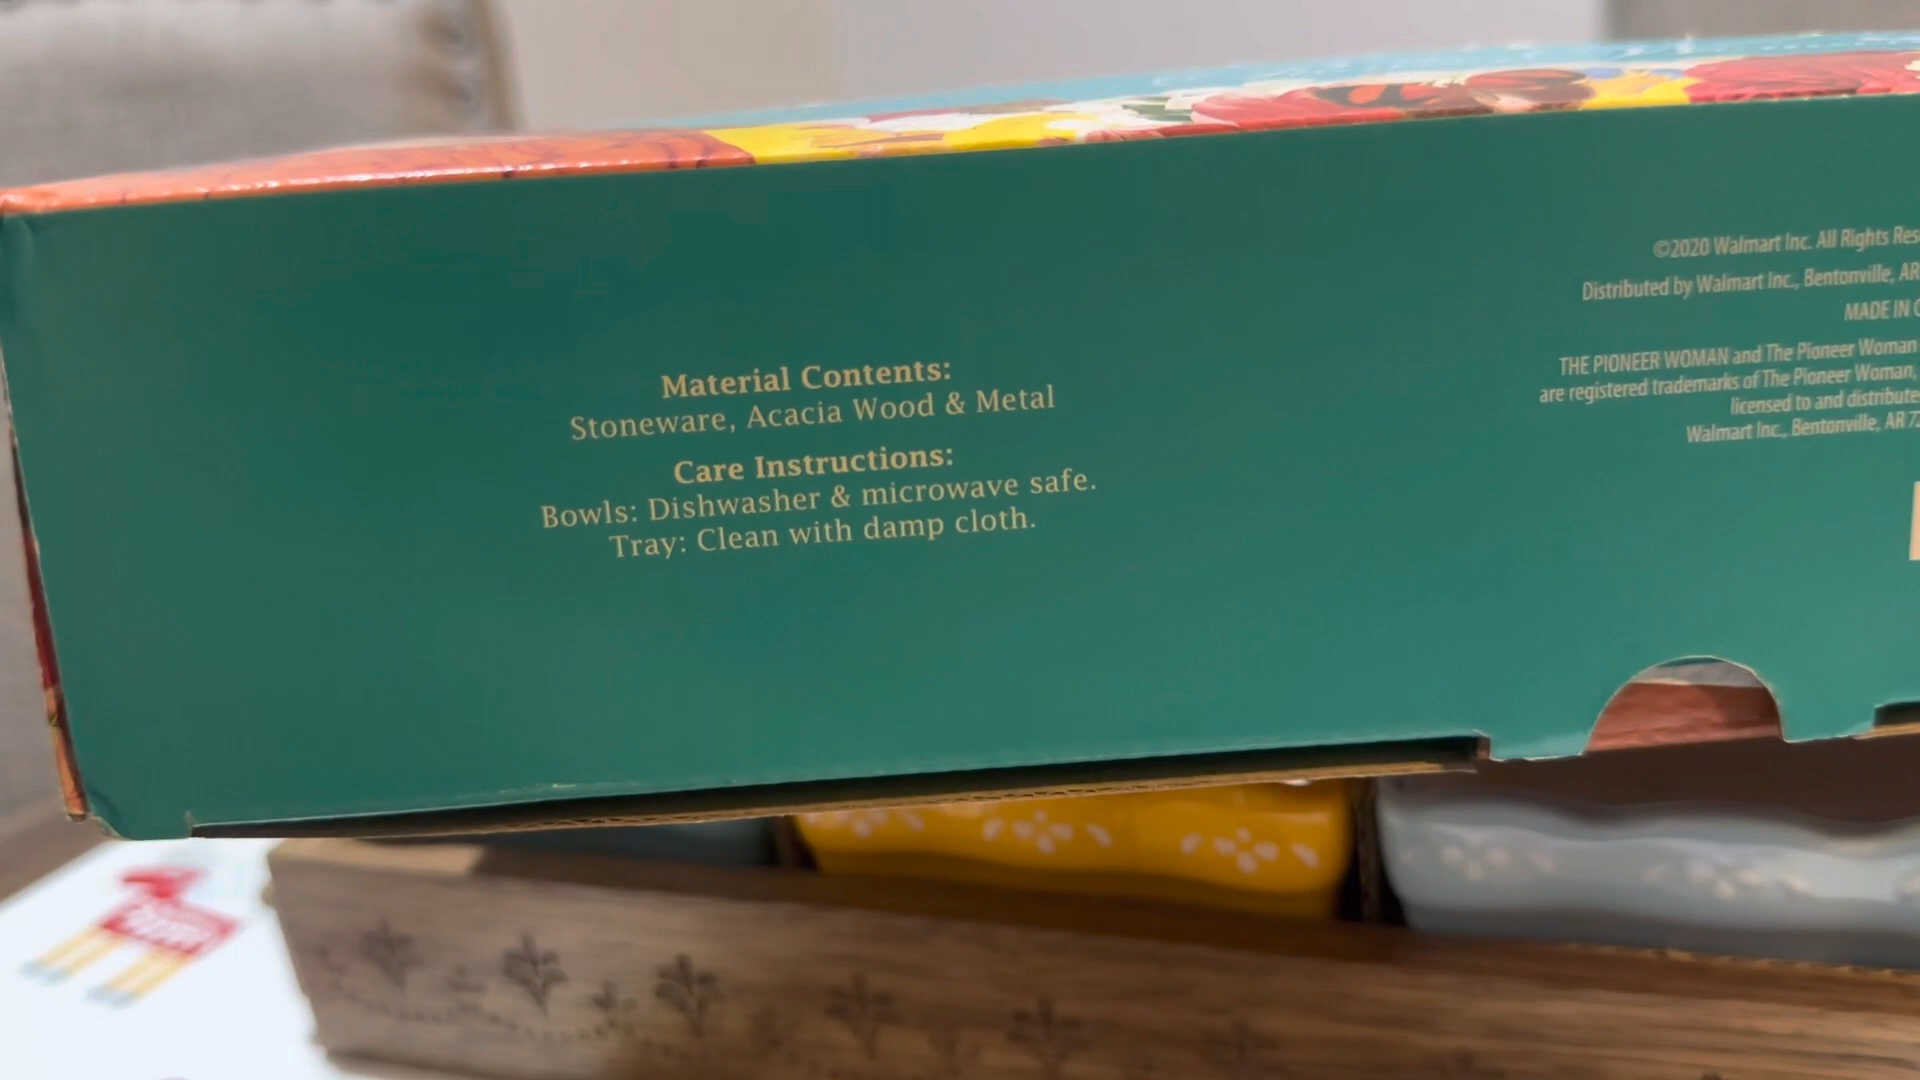 Material Contents:
Stoneware, Acacia Wood & Metal
Care Instructions:
Bowls: Dishwasher & microwave safe.
Tray: Clean with damp cloth.
©2020 Walmart Inc. All Rights
Distributed by Walmart Inc., Bentonville, AR
MADE IN
THE PIONEER WOMAN and The Pioneer Woman
are registered trademarks of The Pioneer Woman,
licensed to and
Walmart Inc., Bentonville, AR